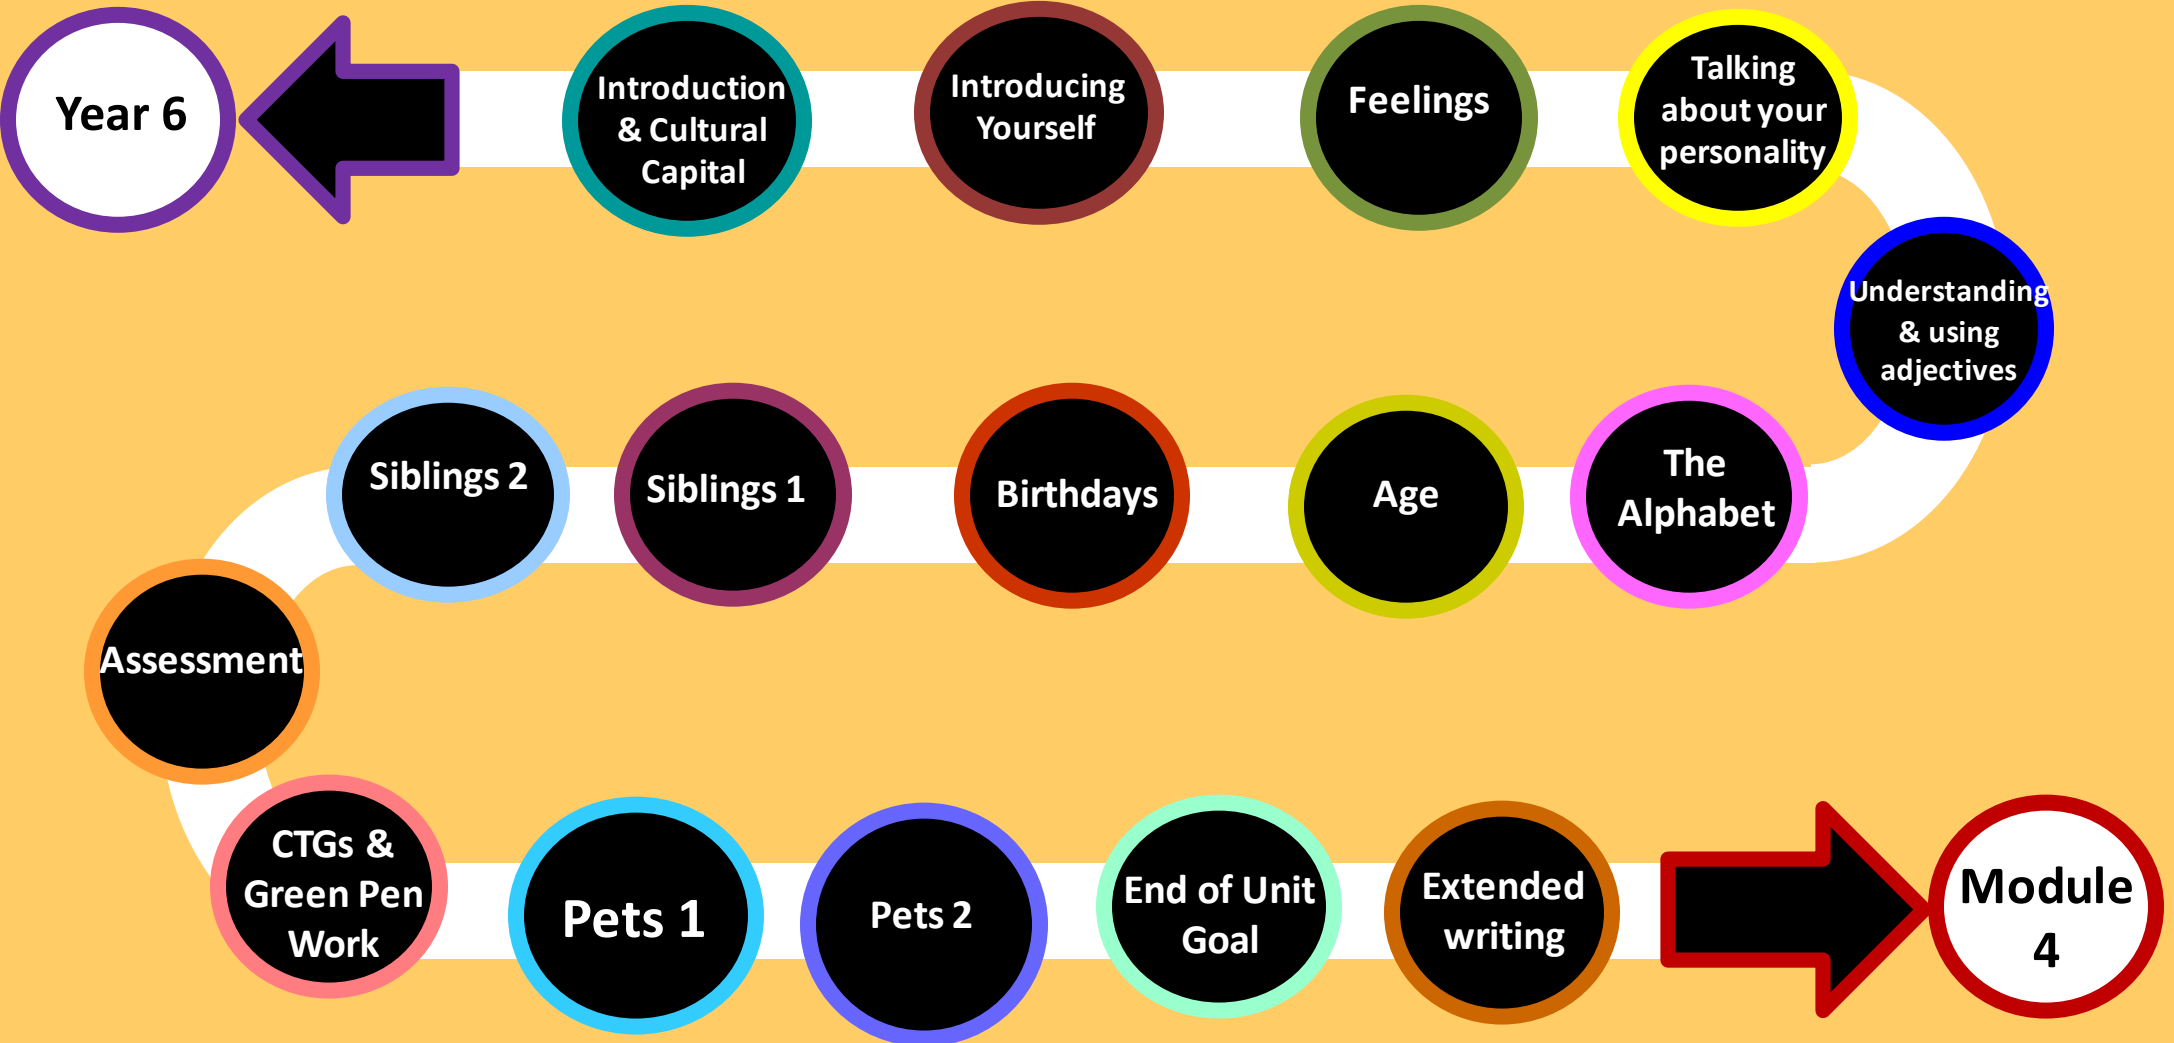 Year 6
Introduction
& Cultural
Capital
Introducing
Yourself
Feelings
Talking
about your
personality
Understanding
& using
adjectives
The
Alphabet
Age
Birthdays
Siblings 1
Siblings 2
Assessment
CTGs &
Green Pen
Work
Pets 1
Pets 2
End of Unit
Goal
Extended
writing
Module
4